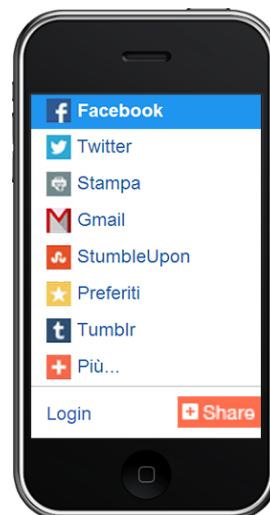 Facebook
Twitter
Stampa
Gmail
StumbleUpon
Preferiti
Tumblr
Più...
Login
Share